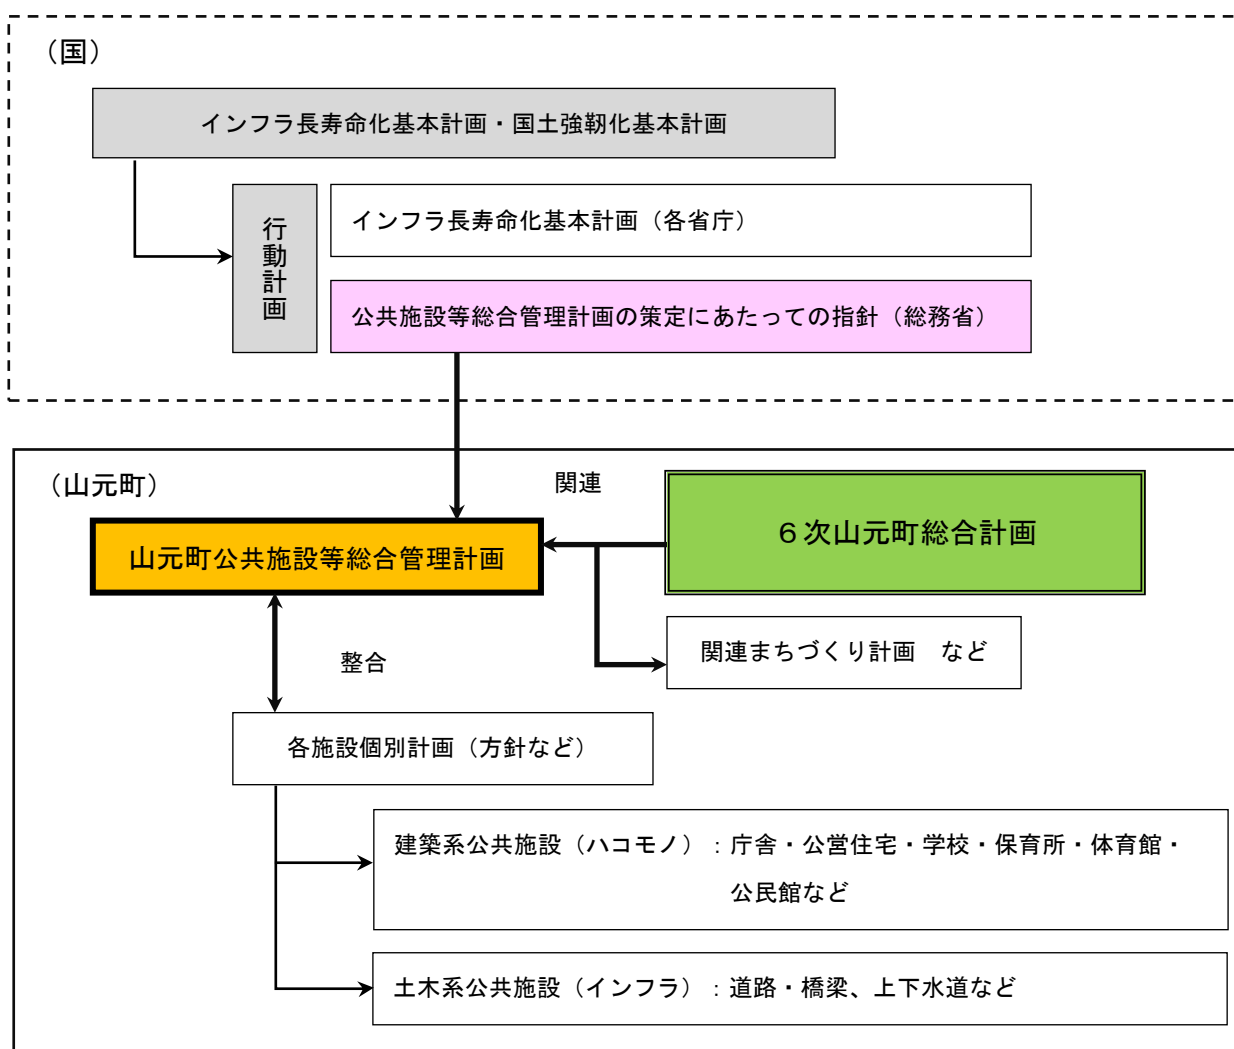 （国）
インフラ長寿命化基本計画・国土強靭化基本計画
行動計画
インフラ長寿命化基本計画（各省庁）
公共施設等総合管理計画の策定にあたっての指針（総務省）
（山元町）
関連
６次山元町総合計画
山元町公共施設等総合管理計画
関連まちづくり計画　など
整合
各施設個別計画（方針など）
建築系公共施設（ハコモノ）：庁舎・公営住宅・学校・保育所・体育館・
公民館など
土木系公共施設（インフラ）：道路・橋梁、上下水道など